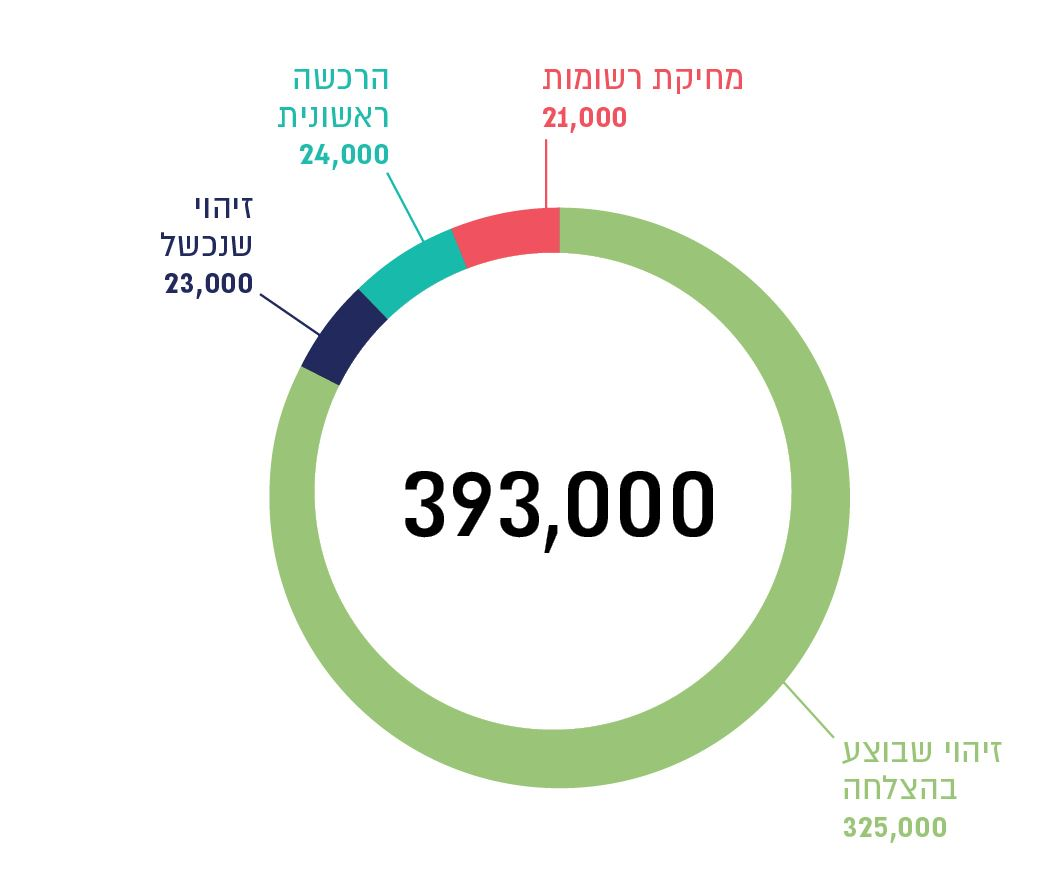 מחיקת רשומות
21,000
הרכשה
ראשונית
24,000
זיהוי
שנכשל
23,000
393,000
זיהוי שבוצע
בהצלחה
325,000